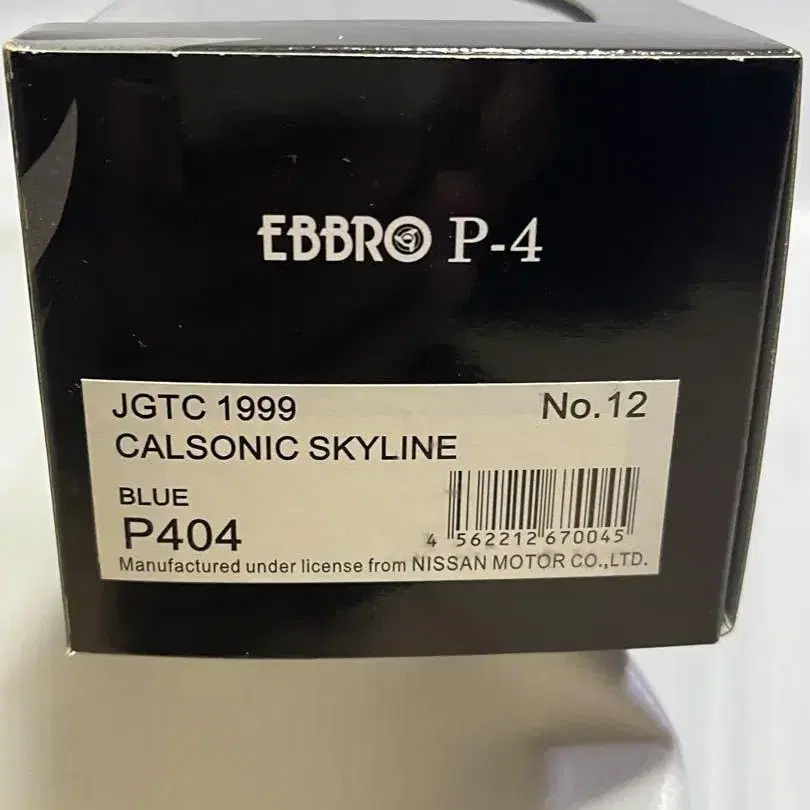 EBBRO P-4
JGTC 1999 No.12
CALSONIC SKYLINE
BLUE
P404
4 562212 670045
Manufactured under license from NISSAN MOTOR CO.,LTD.